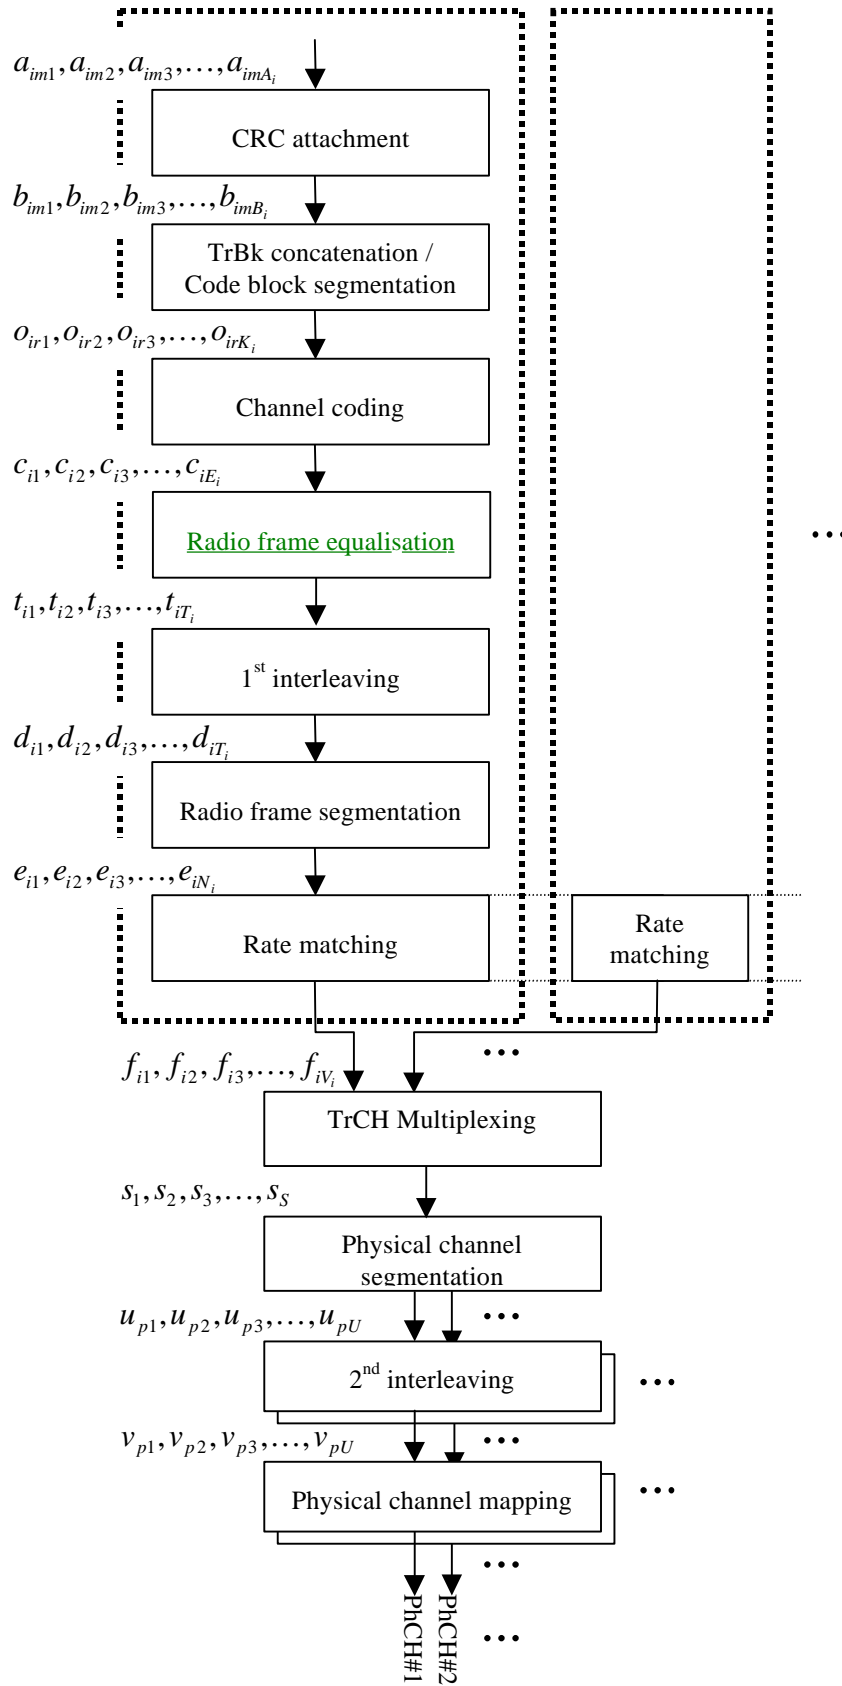 a_{im1}, a_{im2}, a_{im3}, …, a_{imA_i}
CRC attachment
b_{im1}, b_{im2}, b_{im3}, …, b_{imB_i}
TrBk concatenation /
Code block segmentation
o_{ir1}, o_{ir2}, o_{ir3}, …, o_{irK_i}
Channel coding
c_{i1}, c_{i2}, c_{i3}, …, c_{iE_i}
Radio frame equalisation
…
t_{i1}, t_{i2}, t_{i3}, …, t_{iT_i}
1^{st} interleaving
d_{i1}, d_{i2}, d_{i3}, …, d_{iT_i}
Radio frame segmentation
e_{i1}, e_{i2}, e_{i3}, …, e_{iN_i}
Rate matching
Rate
matching
…
f_{i1}, f_{i2}, f_{i3}, …, f_{iV_i}
TrCH Multiplexing
s_1, s_2, s_3, …, s_S
Physical channel
segmentation
…
u_{p1}, u_{p2}, u_{p3}, …, u_{pU}
2^{nd} interleaving
…
…
v_{p1}, v_{p2}, v_{p3}, …, v_{pU}
Physical channel mapping
…
…
PhCH#1
PhCH#2
…